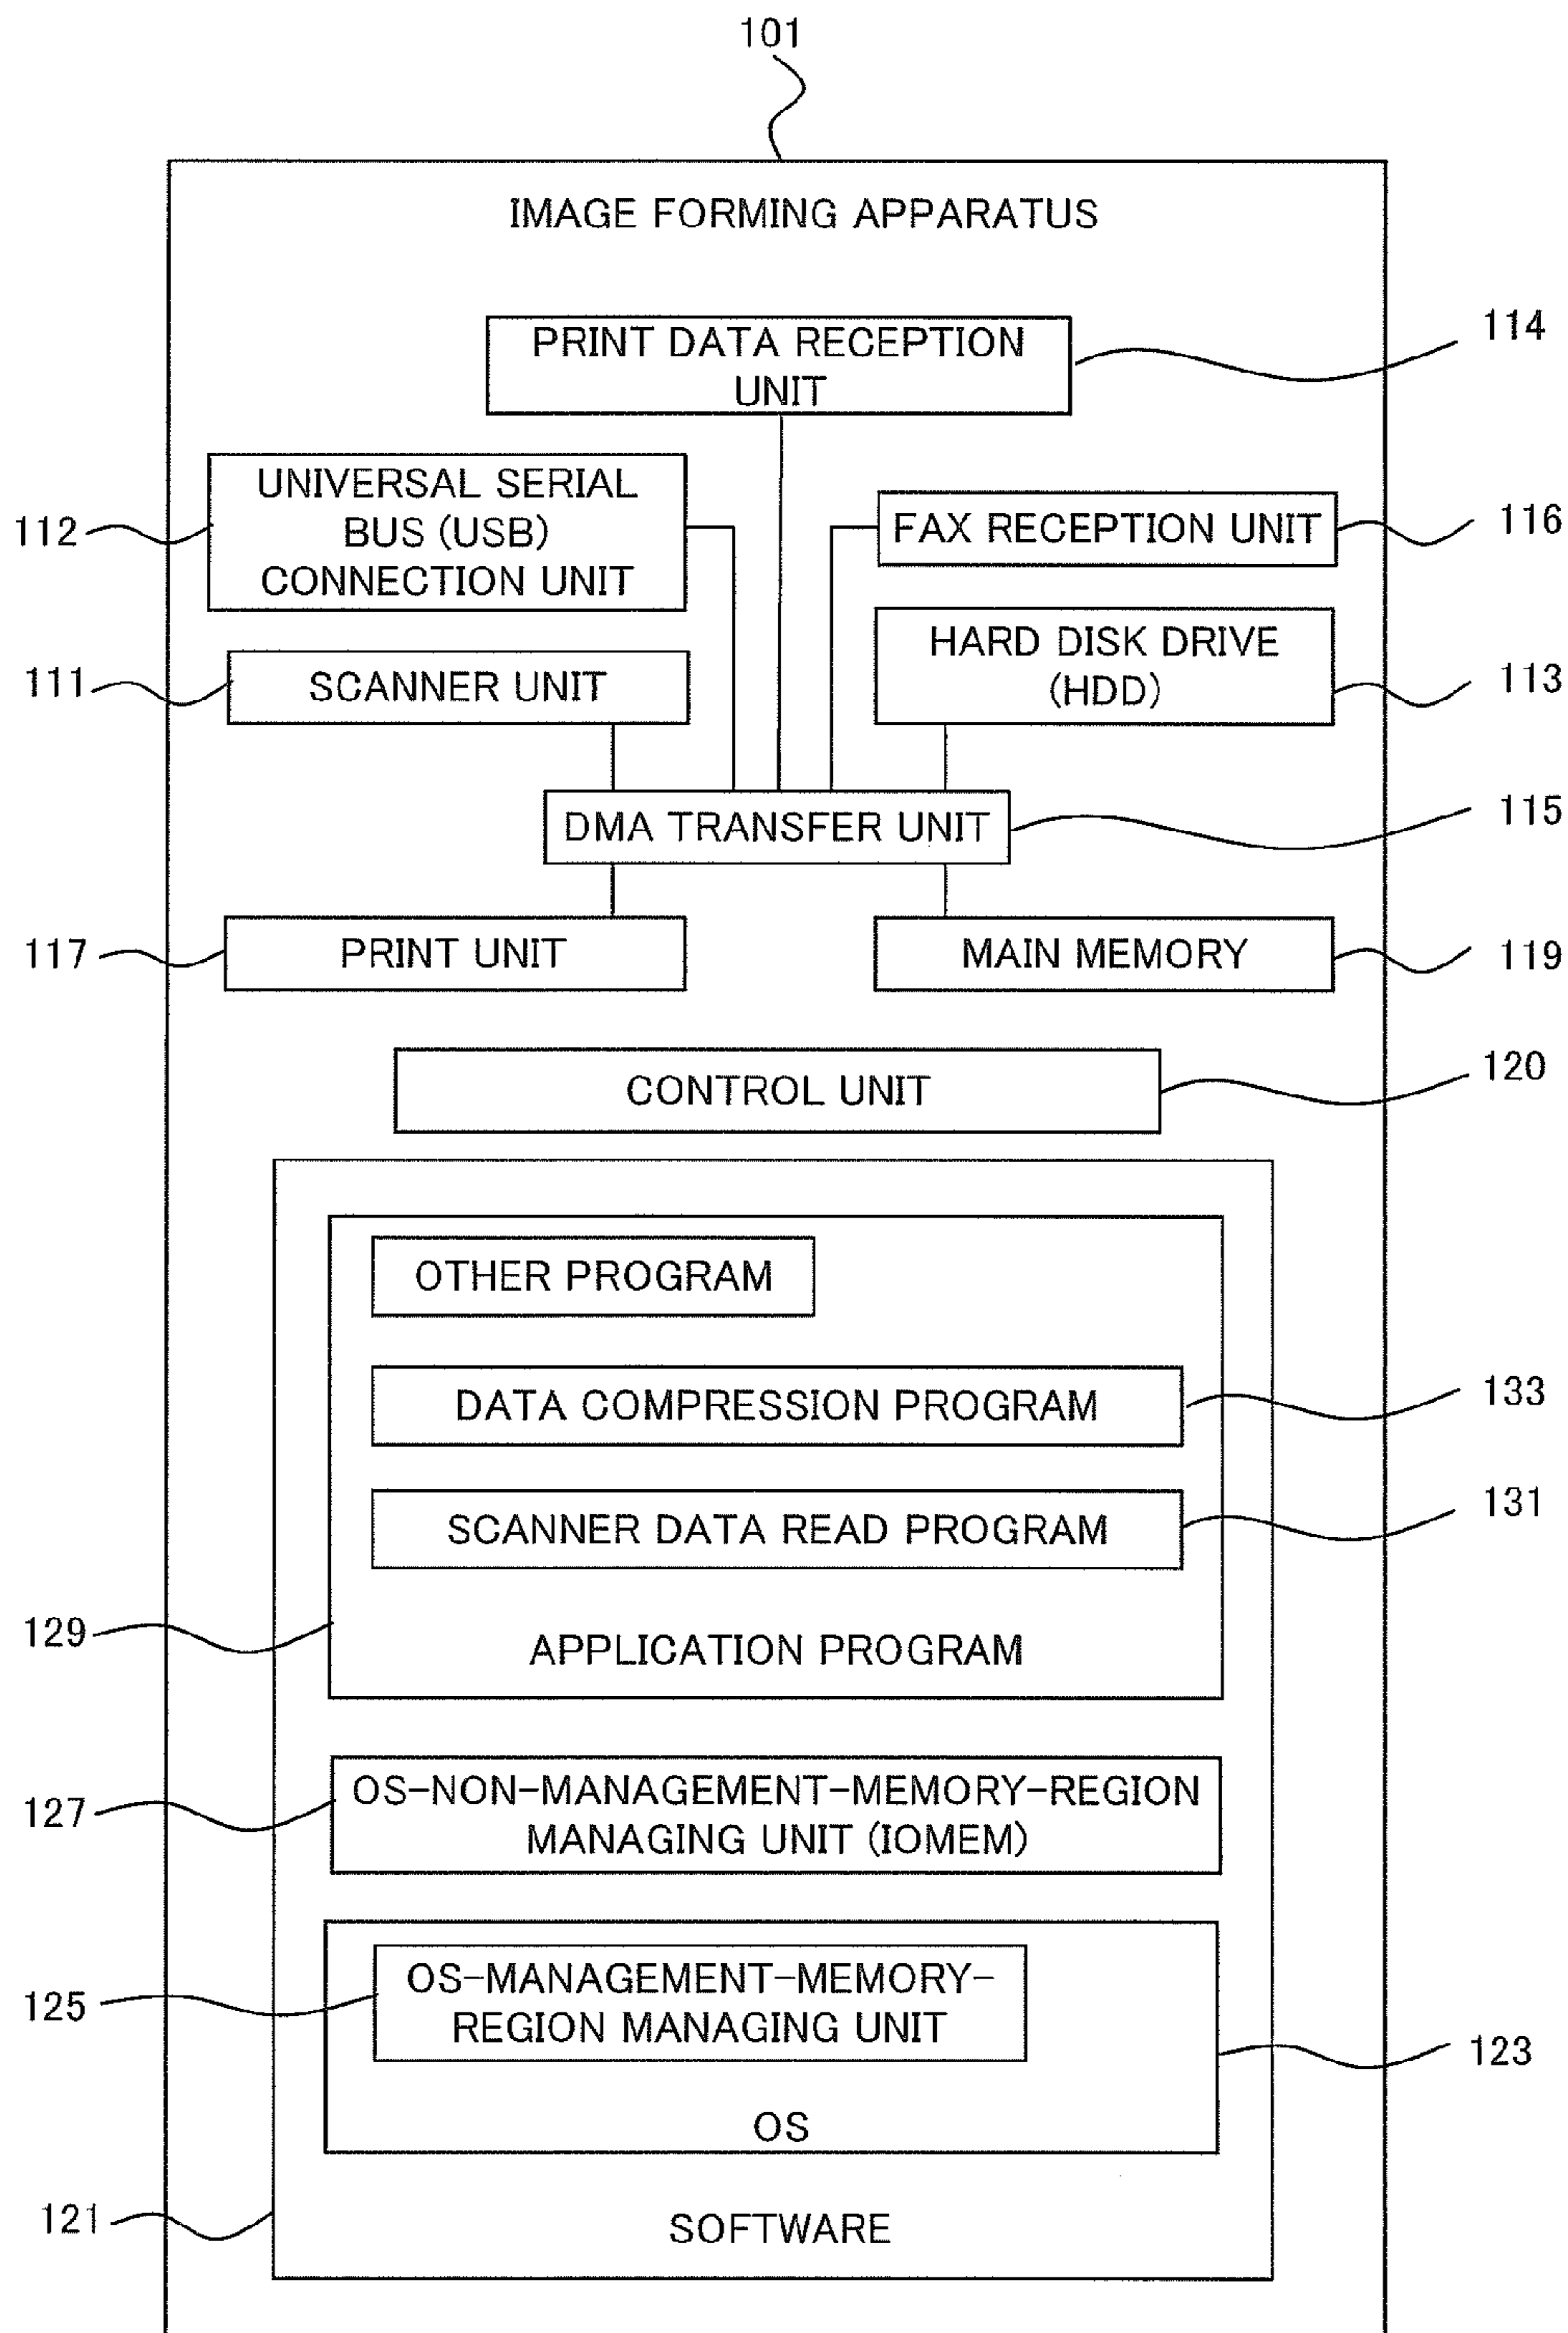 101
IMAGE FORMING APPARATUS
PRINT DATA RECEPTION
UNIT
114
UNIVERSAL SERIAL
BUS (USB)
CONNECTION UNIT
112
FAX RECEPTION UNIT
116
HARD DISK DRIVE
(HDD)
113
SCANNER UNIT
111
DMA TRANSFER UNIT
115
PRINT UNIT
117
MAIN MEMORY
119
CONTROL UNIT
120
OTHER PROGRAM
DATA COMPRESSION PROGRAM
133
SCANNER DATA READ PROGRAM
131
129
APPLICATION PROGRAM
OS-NON-MANAGEMENT-MEMORY-REGION
MANAGING UNIT (IOMEM)
127
OS-MANAGEMENT-MEMORY-
REGION MANAGING UNIT
125
123
OS
121
SOFTWARE